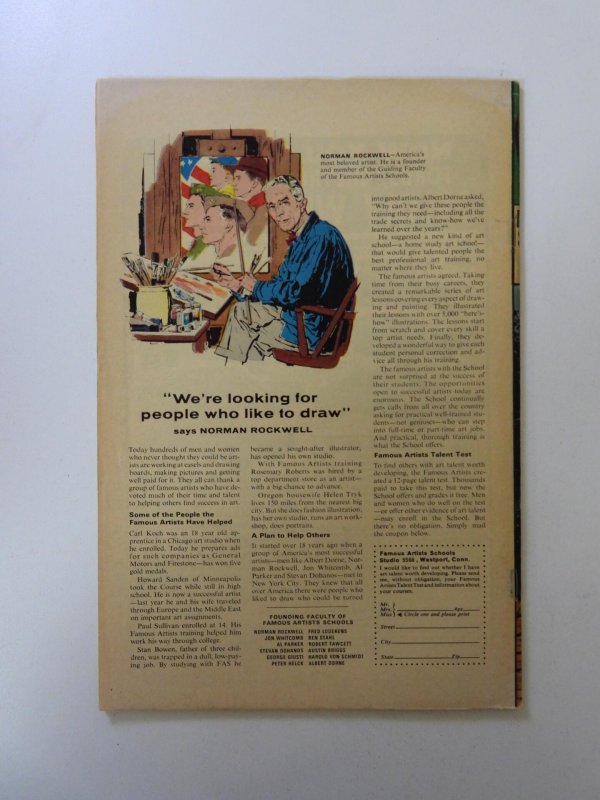 NORMAN ROCKWELL—America's
most beloved artist. He is a founder
and member of the Guiding Faculty
of the Famous Artists Schools.
"We're looking for
people who like to draw"
says NORMAN ROCKWELL
Today hundreds of men and women
who never thought they could be art-
ists are working at easels and drawing
boards, making pictures and getting
well paid for it. They all can thank a
group of famous artists who have de-
voted much of their time and talent
to helping others find success in art.
Some of the People the
Famous Artists Have Helped
Carl Koch was an 18 year old ap-
prentice in a Chicago art studio when
he enrolled. Today he prepares ads
for such companies as General
Motors and Firestone—has won five
gold medals.
Howard Sanden of Minneapolis
took the Course while still in high
school. He is now a successful artist
—last year he and his wife traveled
through Europe and the Middle East
on important art assignments.
Paul Sullivan enrolled at 14. His
Famous Artists training helped him
work his way through college.
Stan Bowen, father of three chil-
dren, was trapped in a dull, low-pay-
ing job. By studying with FAS he
became a sought-after illustrator,
has opened his own studio.
With Famous Artists training
Rosemary Roberts was hired by a
top department store as an artist—
with a big chance to advance.
Oregon housewife Helen Tryk
lives 150 miles from the nearest big
city. But she does fashion illustration,
has her own studio, runs an art work-
shop, does portraits.
A Plan to Help Others
It started over 18 years ago when a
group of America's most successful
artists—men like Albert Dorne, Nor-
man Rockwell, Jon Whitcomb, Al
Parker and Stevan Dohanos—met in
New York City. They knew that all
over America there were people who
liked to draw who could be turned
FOUNDING FACULTY OF
FAMOUS ARTISTS SCHOOLS
NORMAN ROCKWELL FRED LUDEKENS
JON WHITCOMB BEN STAHL
AL PARKER ROBERT FAWCETT
STEVAN DOHANOS AUSTIN BRIGGS
GEORGE GIUSTI HAROLD VON SCHMIDT
PETER HELCK ALBERT DORNE
into good artists. Albert Dorne asked,
"Why can't we give these people the
training they need—including all the
trade secrets and know-how we've
learned over the years?"
He suggested a new kind of art
school—a home study art school—
that would give talented people the
best professional art training, no
matter where they live.
The famous artists agreed. Taking
time from their busy careers, they
created a remarkable series of art
lessons covering every aspect of draw-
ing and painting. They illustrated
their lessons with over 5,000 "here's-
how" illustrations. The lessons start
from scratch and cover every skill a
top artist needs. Finally, they de-
veloped a wonderful way to give each
student personal correction and ad-
vice all through his training.
The famous artists with the School
are not surprised at the success of
their students. The opportunities
open to successful artists today are
enormous. The School continually
gets calls from all over the country
asking for practical well-trained stu-
dents—not geniuses—who can step
into full-time or part-time art jobs.
And practical, thorough training is
what the School offers.
Famous Artists Talent Test
To find others with art talent worth
developing, the Famous Artists cre-
ated a 12-page talent test. Thousands
paid to take this test, but now the
School offers and grades it free. Men
and women who do well on the test
—or offer other evidence of art talent
—may enroll in the School. But
there's no obligation. Simply mail
the coupon below.
Famous Artists Schools
Studio 5568, Westport, Conn.
I would like to find out whether I have
art talent worth developing. Please send
me, without obligation, your Famous
Artists Talent Test and information about
your courses.
Mr.
Mrs. Age
Miss Circle one and please print
Street
City
State Zip